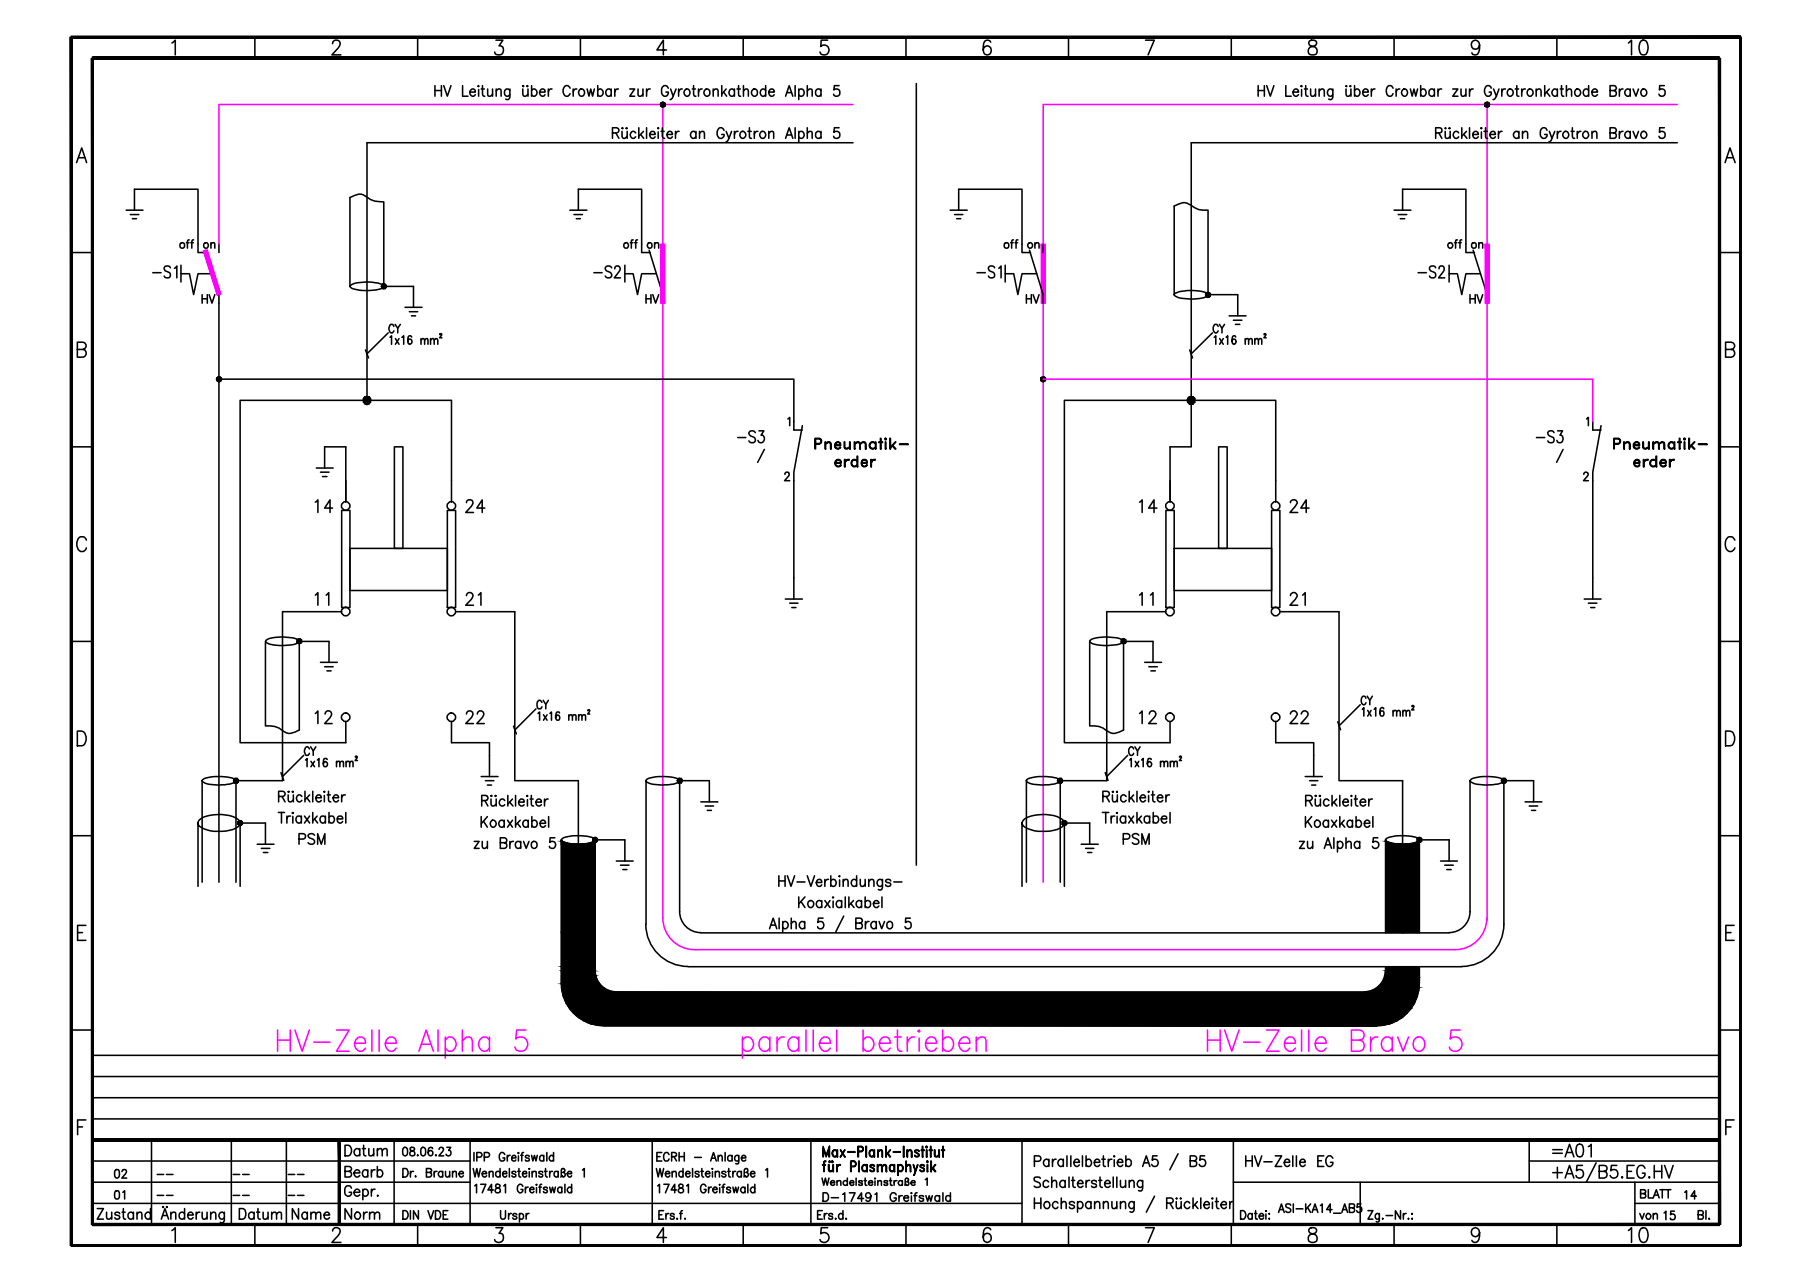 1 2 3 4 5 6 7 8 9 10
HV Leitung über Crowbar zur Gyrotronkathode Alpha 5
HV Leitung über Crowbar zur Gyrotronkathode Bravo 5
Rückleiter an Gyrotron Alpha 5
Rückleiter an Gyrotron Bravo 5
A A
off on
off on
off on
off on
-S1
-S2
-S1
-S2
HV
HV
HV
HV
CY
1x16 mm²
CY
1x16 mm²
B B
1
-S3
/
2
Pneumatik-
erder
1
-S3
/
2
Pneumatik-
erder
14 24
14 24
C C
11 21
11 21
CY
1x16 mm²
CY
1x16 mm²
12 22
12 22
D D
CY
1x16 mm²
CY
1x16 mm²
Rückleiter
Triaxkabel
PSM
Rückleiter
Koaxkabel
zu Bravo 5
Rückleiter
Triaxkabel
PSM
Rückleiter
Koaxkabel
zu Alpha 5
HV-Verbindungs-
Koaxialkabel
Alpha 5 / Bravo 5
E E
HV-Zelle Alpha 5 parallel betrieben HV-Zelle Bravo 5
F F
02 -- -- --
01 -- -- --
Zustand Änderung Datum Name
Datum 08.06.23
Bearb Dr. Braune
Gepr.
Norm DIN VDE
IPP Greifswald
Wendelsteinstraße 1
17481 Greifswald
Urspr
ECRH - Anlage
Wendelsteinstraße 1
17481 Greifswald
Ers.f.
Max-Plank-Institut
für Plasmaphysik
Wendelsteinstraße 1
D-17491 Greifswald
Ers.d.
Parallelbetrieb A5 / B5
Schalterstellung
Hochspannung / Rückleiter
HV-Zelle EG
Datei: ASI-KA14_AB5
Zg.-Nr.:
=A01
+A5/B5.EG.HV
BLATT 14
von 15 Bl.
1 2 3 4 5 6 7 8 9 10